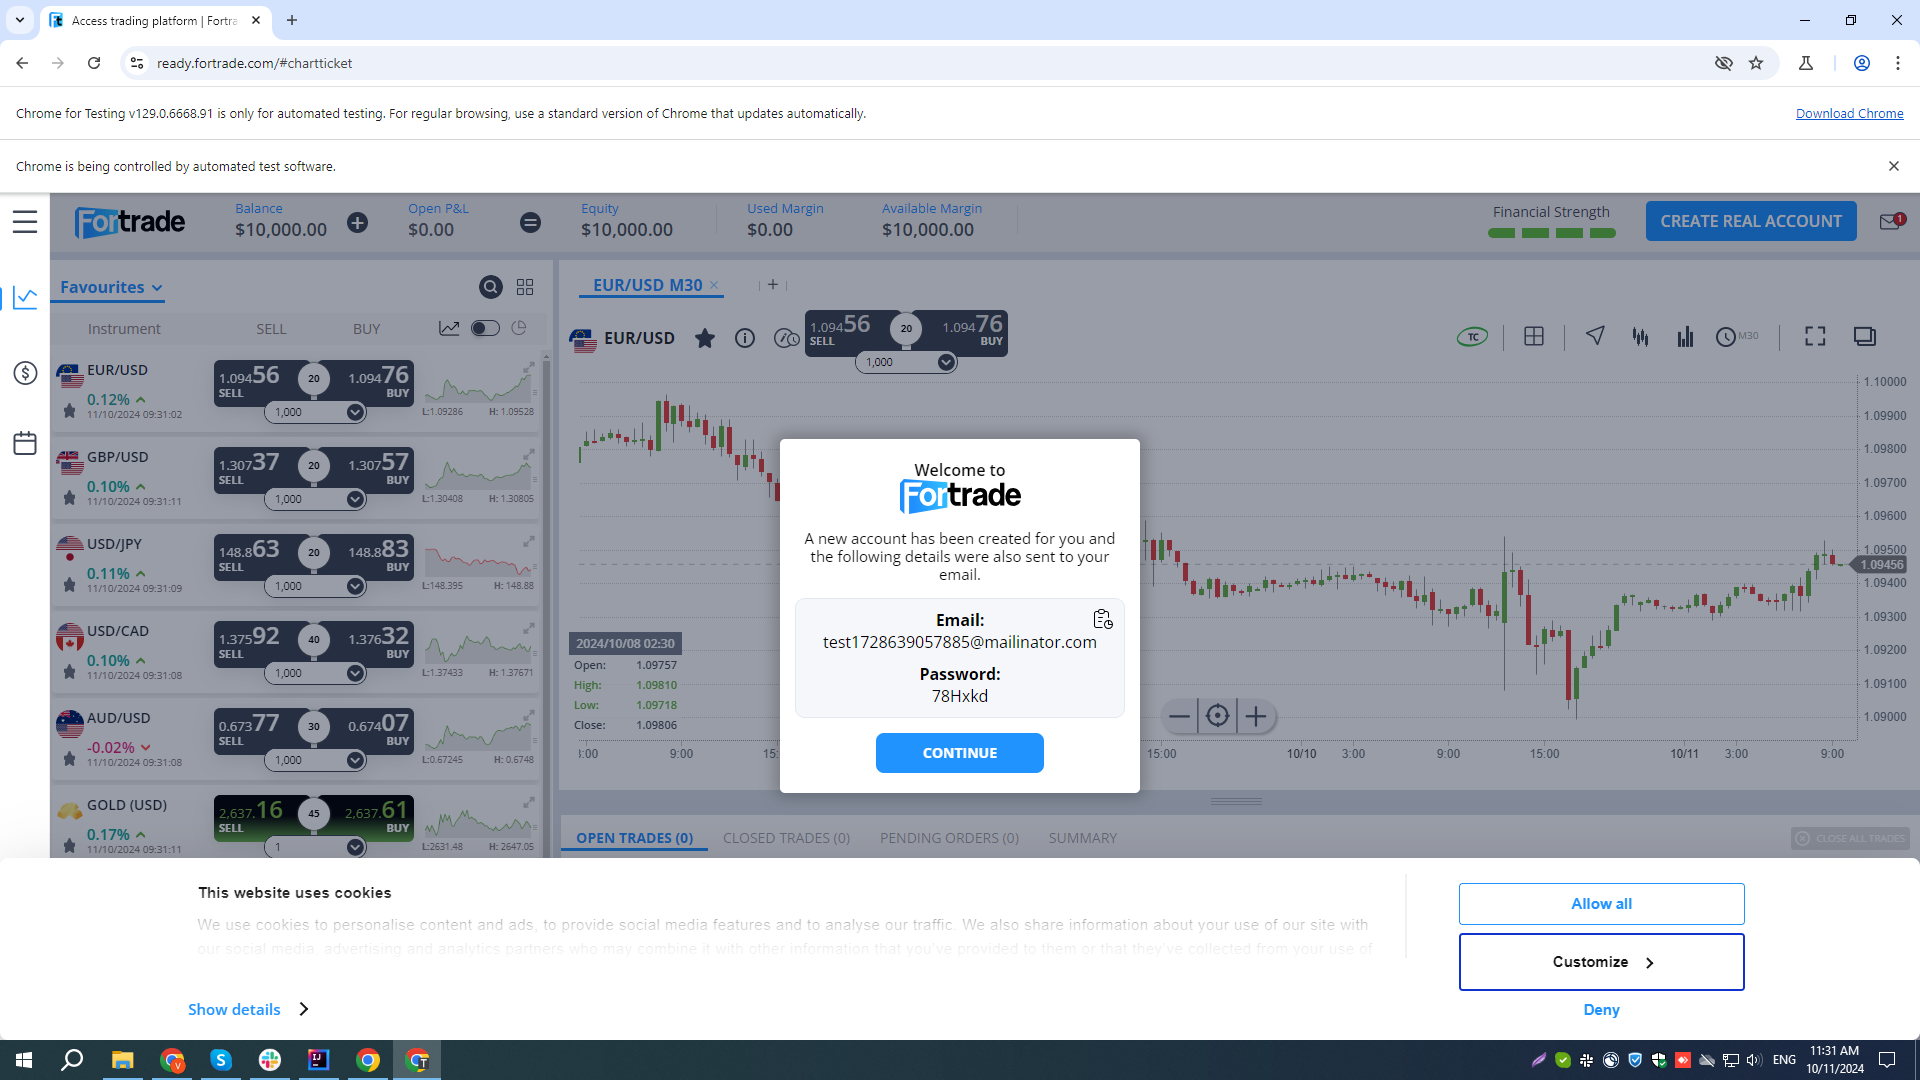 Access trading platform | Fortra
ready.fortrade.com/#chartticket
Chrome for Testing v129.0.6668.91 is only for automated testing. For regular browsing, use a standard version of Chrome that updates automatically.
Download Chrome
Chrome is being controlled by automated test software.
Fortrade
Balance
$10,000.00
Open P&L
$0.00
Equity
$10,000.00
Used Margin
$0.00
Available Margin
$10,000.00
Financial Strength
CREATE REAL ACCOUNT
1
Favourites
Instrument SELL BUY
EUR/USD
0.12%
11/10/2024 09:31:02
1.09456 SELL
20
1.09476 BUY
1,000
L:1.09286 H: 1.09528
GBP/USD
0.10%
11/10/2024 09:31:11
1.30737 SELL
20
1.30757 BUY
1,000
L:1.30408 H: 1.30805
USD/JPY
0.11%
11/10/2024 09:31:09
148.863 SELL
20
148.883 BUY
1,000
L:148.395 H: 148.88
USD/CAD
0.10%
11/10/2024 09:31:08
1.37592 SELL
40
1.37632 BUY
1,000
L:1.37433 H: 1.37671
AUD/USD
-0.02%
11/10/2024 09:31:08
0.67377 SELL
30
0.67407 BUY
1,000
L:0.67245 H: 0.6748
GOLD (USD)
0.17%
11/10/2024 09:31:11
2,637.16 SELL
45
2,637.61 BUY
1
L:2631.48 H: 2647.05
EUR/USD M30
EUR/USD
1.09456 SELL
20
1.09476 BUY
1,000
TC
M30
1.10000
1.09900
1.09800
1.09700
1.09600
1.09500
1.09456
1.09400
1.09300
1.09200
1.09100
1.09000
2024/10/08 02:30
Open: 1.09757
High: 1.09810
Low: 1.09718
Close: 1.09806
:00 9:00 15: 15:00 10/10 3:00 9:00 15:00 10/11 3:00 9:00
Welcome to
Fortrade
A new account has been created for you and
the following details were also sent to your
email.
Email:
test1728639057885@mailinator.com
Password:
78Hxkd
CONTINUE
OPEN TRADES (0) CLOSED TRADES (0) PENDING ORDERS (0) SUMMARY
CLOSE ALL TRADES
This website uses cookies
We use cookies to personalise content and ads, to provide social media features and to analyse our traffic. We also share information about your use of our site with
our social media, advertising and analytics partners who may combine it with other information that you've provided to them or that they've collected from your use of
Show details
Allow all
Customize
Deny
ENG
11:31 AM
10/11/2024